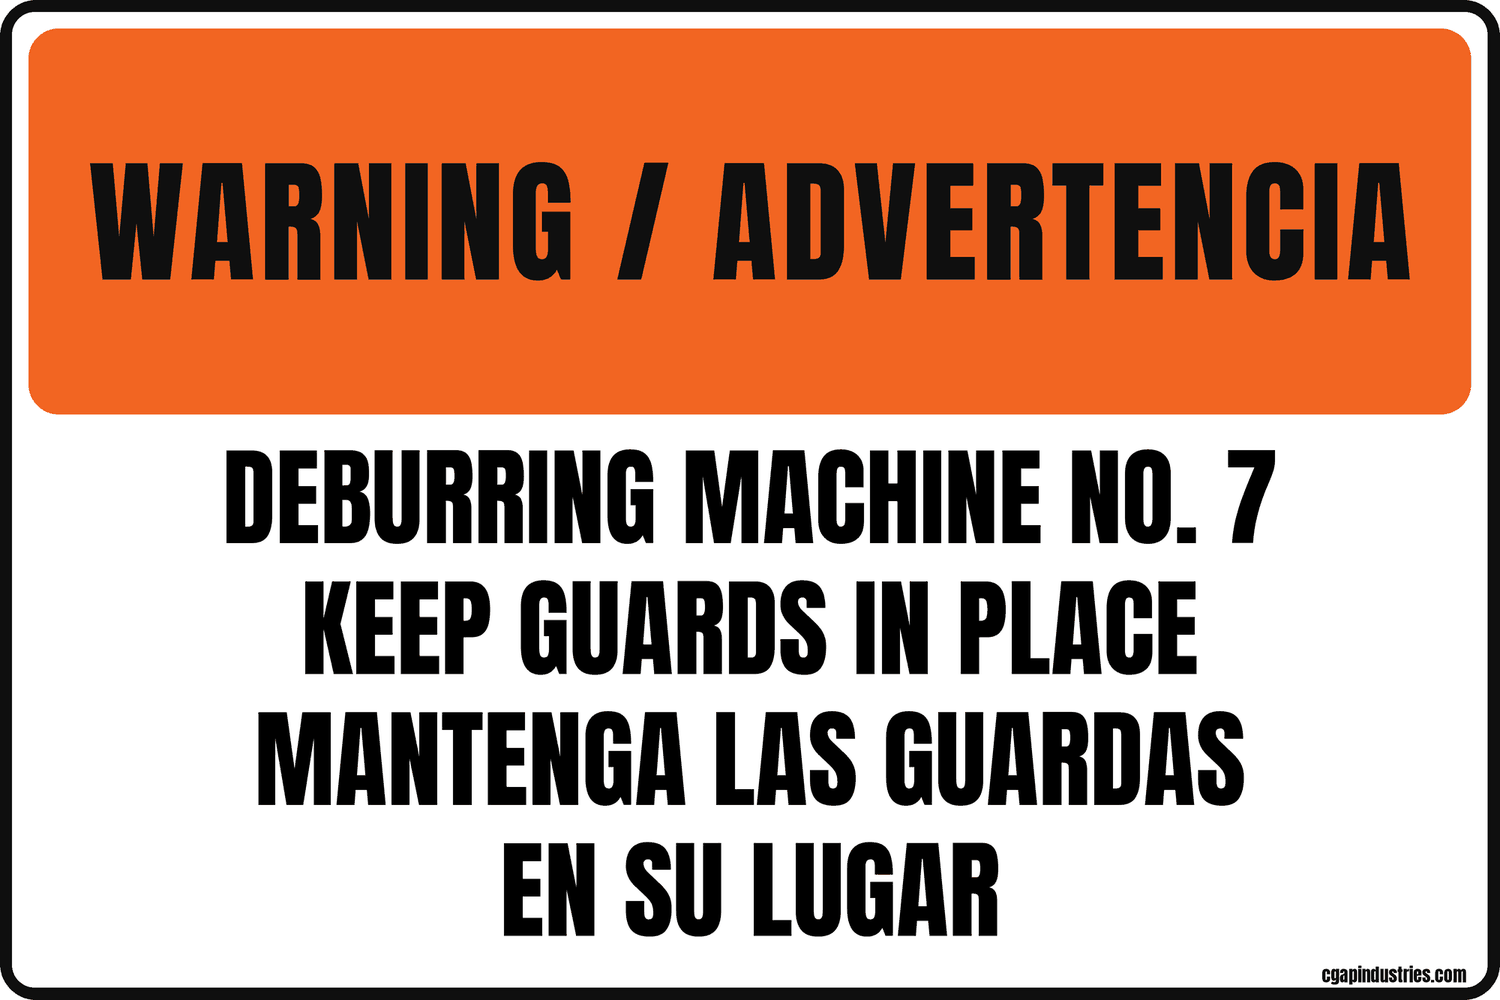 WARNING / ADVERTENCIA
DEBURRING MACHINE NO. 7
KEEP GUARDS IN PLACE
MANTENGA LAS GUARDAS
EN SU LUGAR
cgapindustries.com